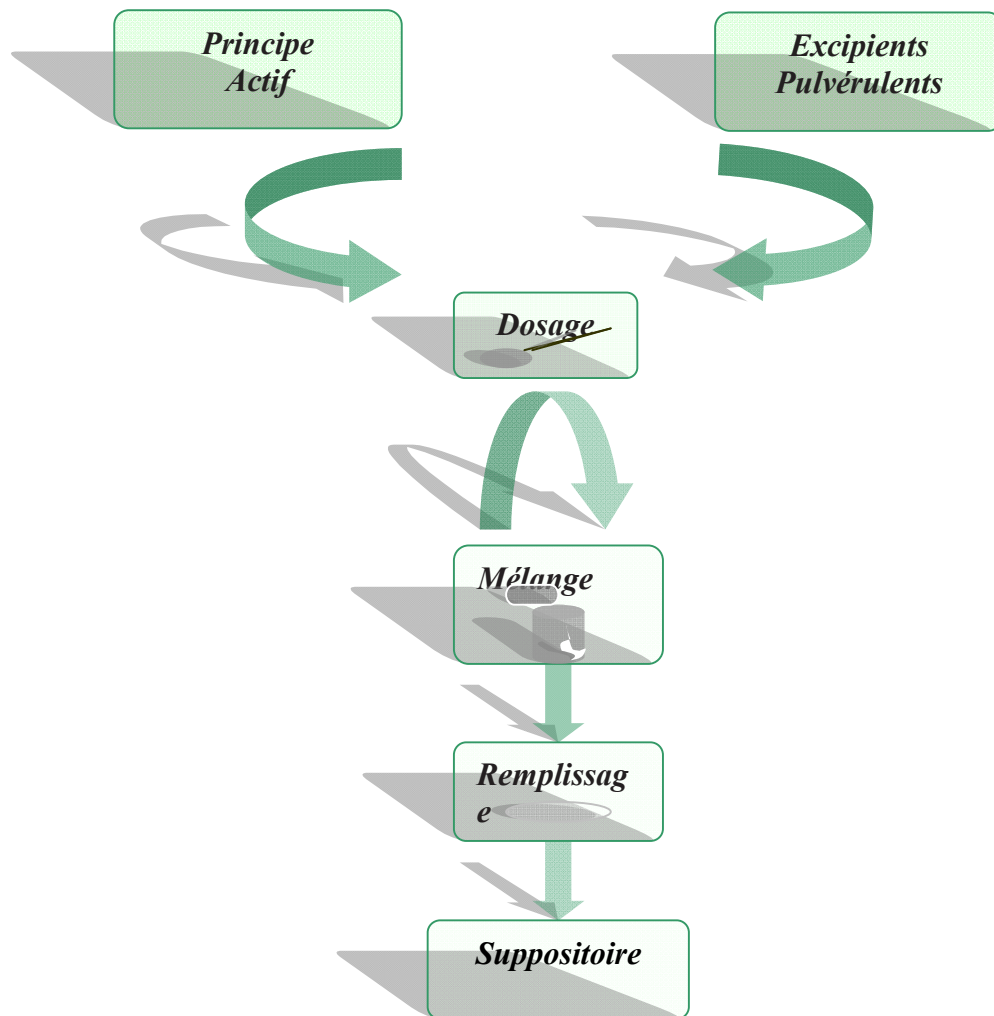 Principe
Actif
Excipients
Pulvérulents
Dosage
Mélange
Remplissag
e
Suppositoire